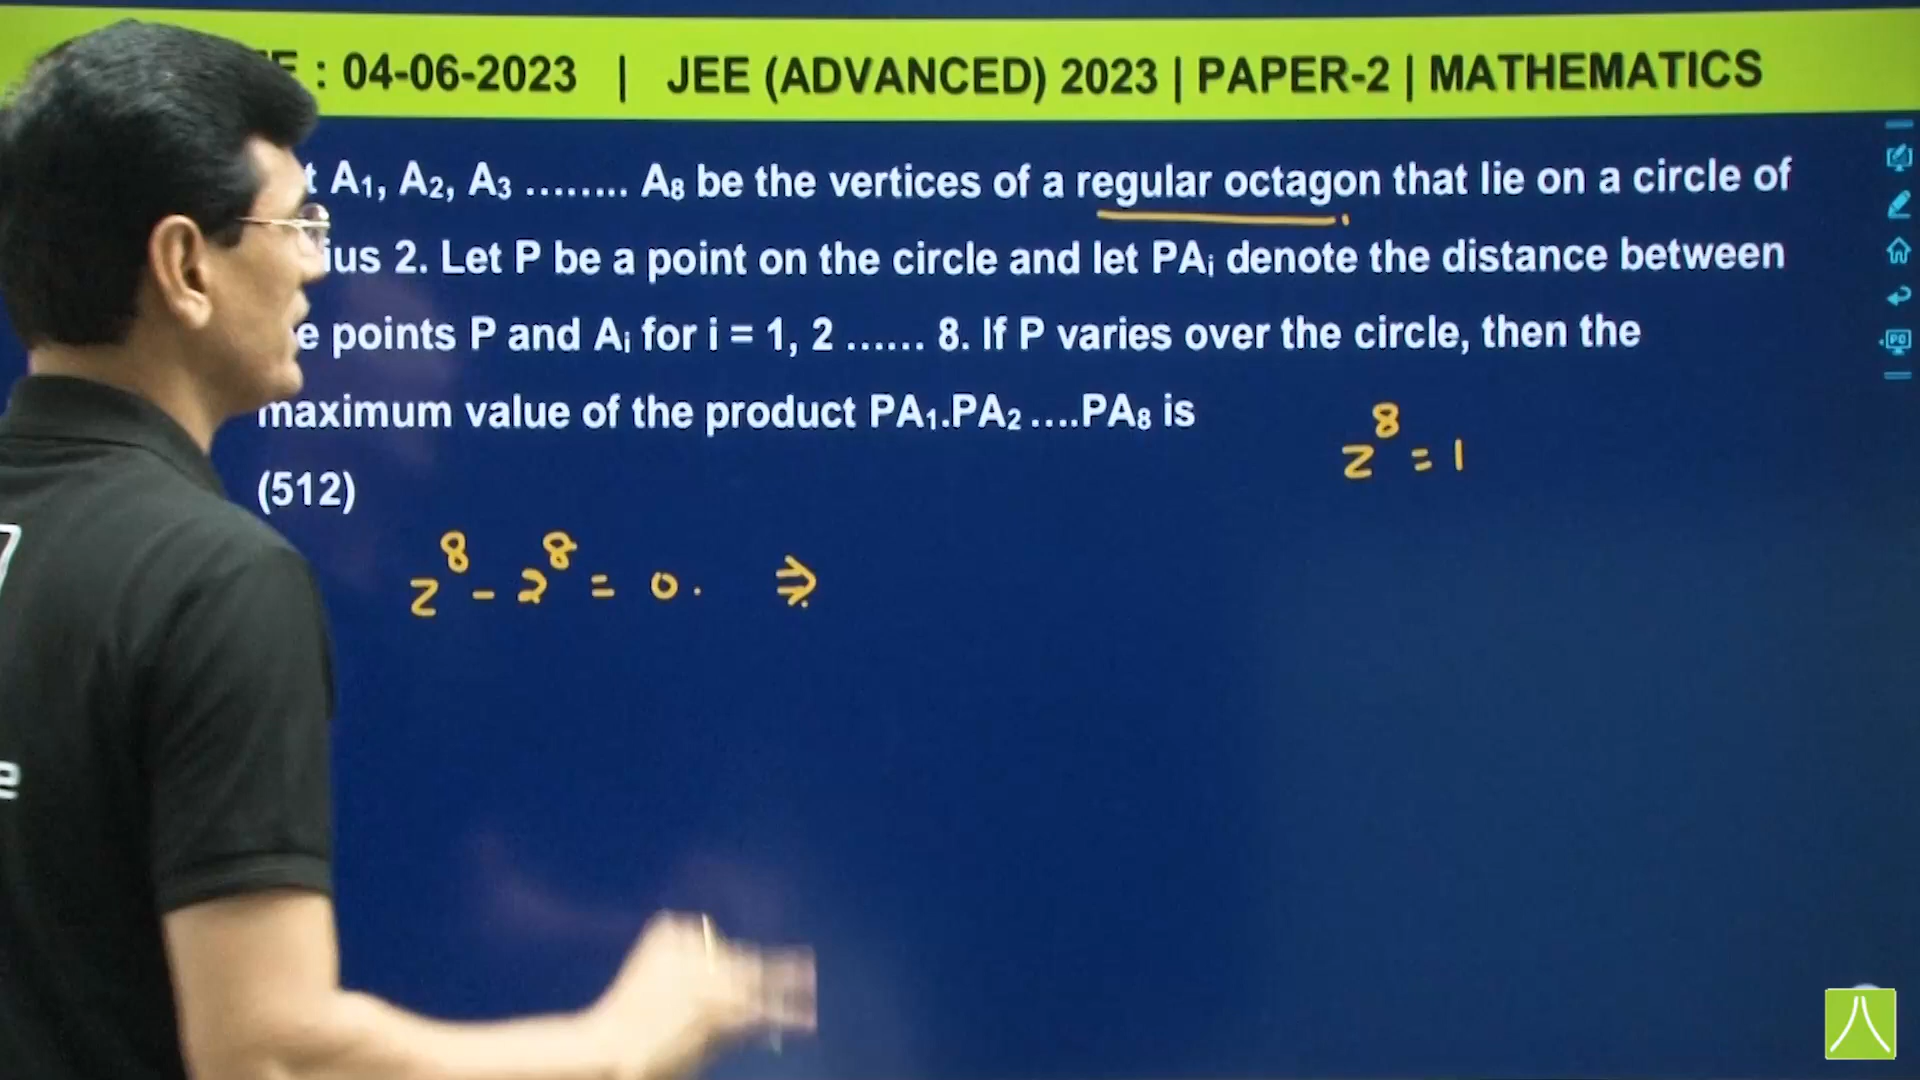 : 04-06-2023 | JEE (ADVANCED) 2023 | PAPER-2 | MATHEMATICS
A₁, A₂, A₃ ........ A₈ be the vertices of a regular octagon that lie on a circle of
2. Let P be a point on the circle and let PAᵢ denote the distance between
points P and Aᵢ for i = 1, 2 ...... 8. If P varies over the circle, then the
maximum value of the product PA₁.PA₂ ....PA₈ is
z⁸ = 1
(512)
z⁸ - 2⁸ = 0. ⇒